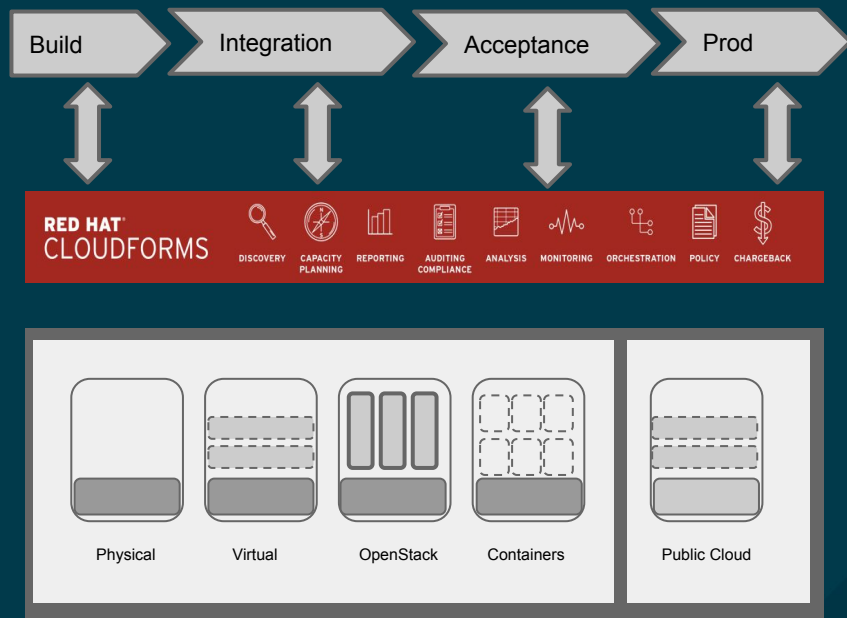 Build
Integration
Acceptance
Prod
RED HAT®
CLOUDFORMS
DISCOVERY
CAPACITY
PLANNING
REPORTING
AUDITING
COMPLIANCE
ANALYSIS
MONITORING
ORCHESTRATION
POLICY
CHARGEBACK
Physical
Virtual
OpenStack
Containers
Public Cloud